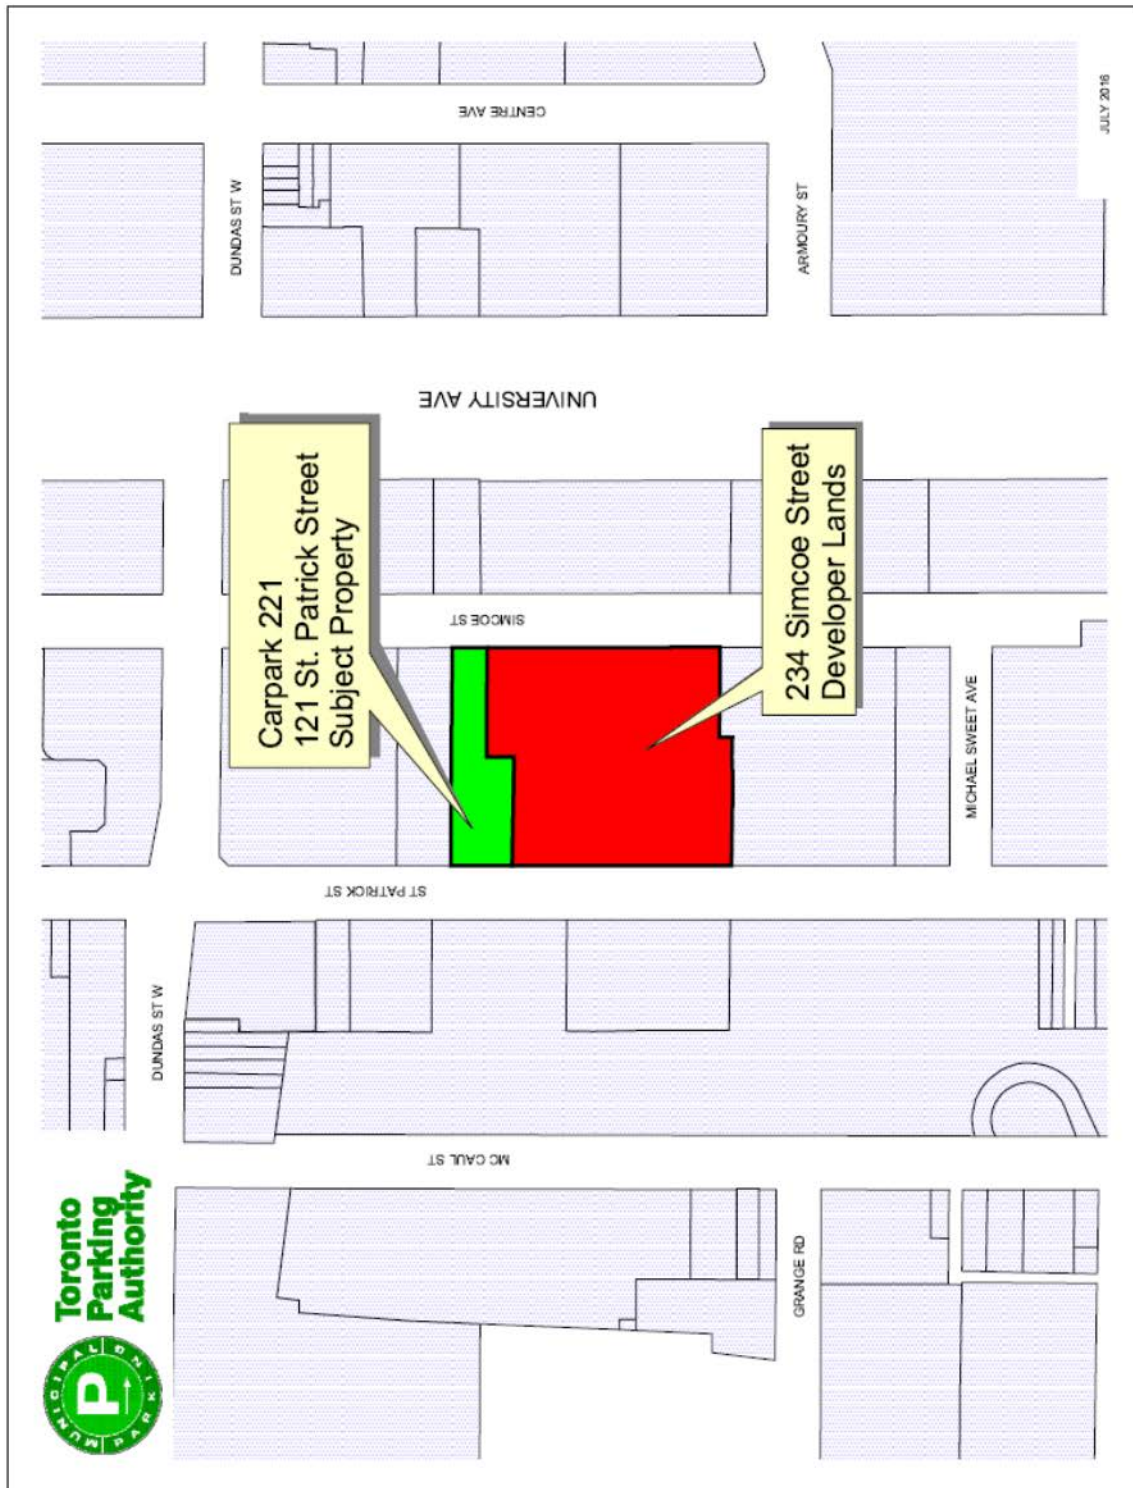 Toronto
Parking
Authority
MUNICIPAL PARKING
P
DUNDAS ST W
DUNDAS ST W
CENTRE AVE
ARMOURY ST
UNIVERSITY AVE
Carpark 221
121 St. Patrick Street
Subject Property
SIMCOE ST
234 Simcoe Street
Developer Lands
MICHAEL SWEET AVE
ST PATRICK ST
MC CAUL ST
GRANGE RD
JULY 2016